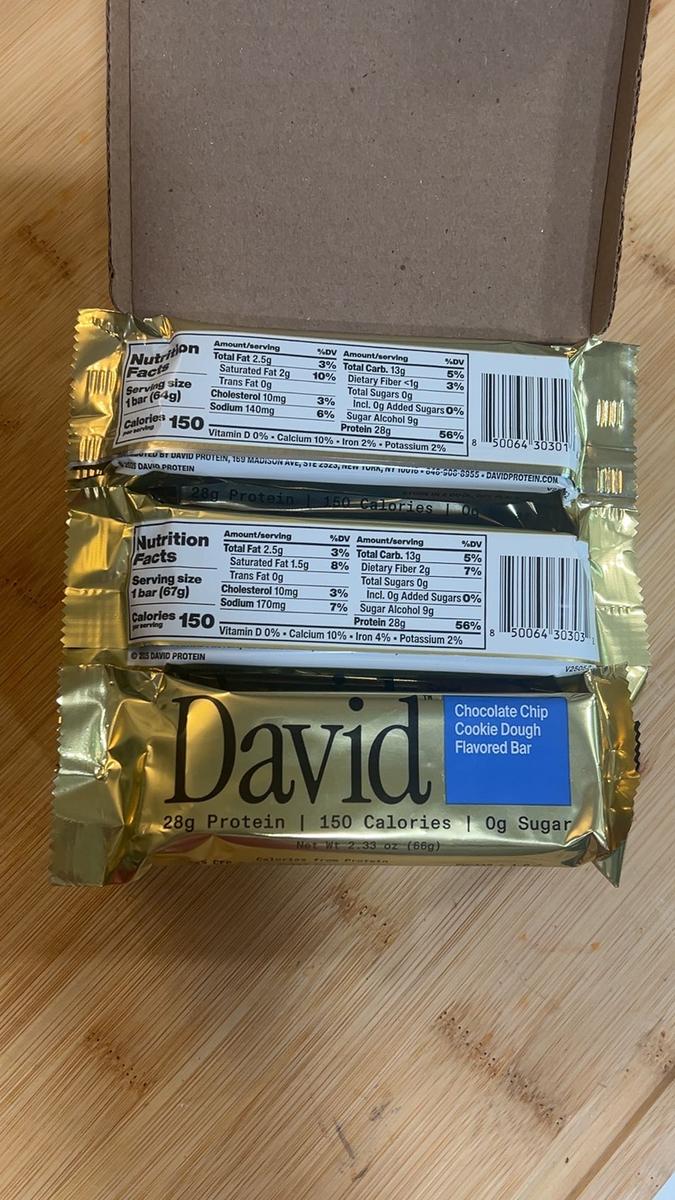 Nutrition
Facts
Serving size
1 bar (64g)
Calories 150
per serving
Amount/serving %DV
Total Fat 2.5g 3%
Saturated Fat 2g 10%
Trans Fat 0g
Cholesterol 10mg 3%
Sodium 140mg 6%
Amount/serving %DV
Total Carb. 13g 5%
Dietary Fiber <1g 3%
Total Sugars 0g
Incl. 0g Added Sugars 0%
Sugar Alcohol 9g
Protein 28g 56%
Vitamin D 0% • Calcium 10% • Iron 2% • Potassium 2%
8 50064 30301
BY DAVID PROTEIN, 169 MADISON AVE, STE 2523, NEW YORK, NY 10016 • 646-906-8955 • DAVIDPROTEIN.COM
DAVID PROTEIN
28g Protein | 150 Calories | 0g
Nutrition
Facts
Serving size
1 bar (67g)
Calories 150
per serving
Amount/serving %DV
Total Fat 2.5g 3%
Saturated Fat 1.5g 8%
Trans Fat 0g
Cholesterol 10mg 3%
Sodium 170mg 7%
Amount/serving %DV
Total Carb. 13g 5%
Dietary Fiber 2g 7%
Total Sugars 0g
Incl. 0g Added Sugars 0%
Sugar Alcohol 9g
Protein 28g 56%
Vitamin D 0% • Calcium 10% • Iron 4% • Potassium 2%
8 50064 30303
DAVID PROTEIN
David™
Chocolate Chip
Cookie Dough
Flavored Bar
28g Protein | 150 Calories | 0g Sugar
Net Wt 2.33 oz (66g)
Calories from Protein